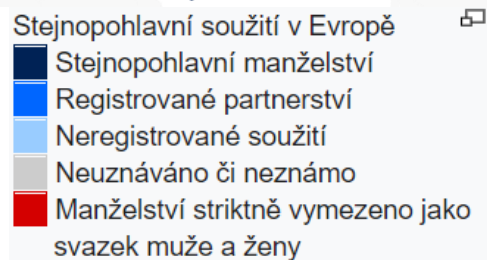 Stejnopohlavní soužití v Evropě
Stejnopohlavní manželství
Registrované partnerství
Neregistrované soužití
Neuznáváno či neznámo
Manželství striktně vymezeno jako
svazek muže a ženy